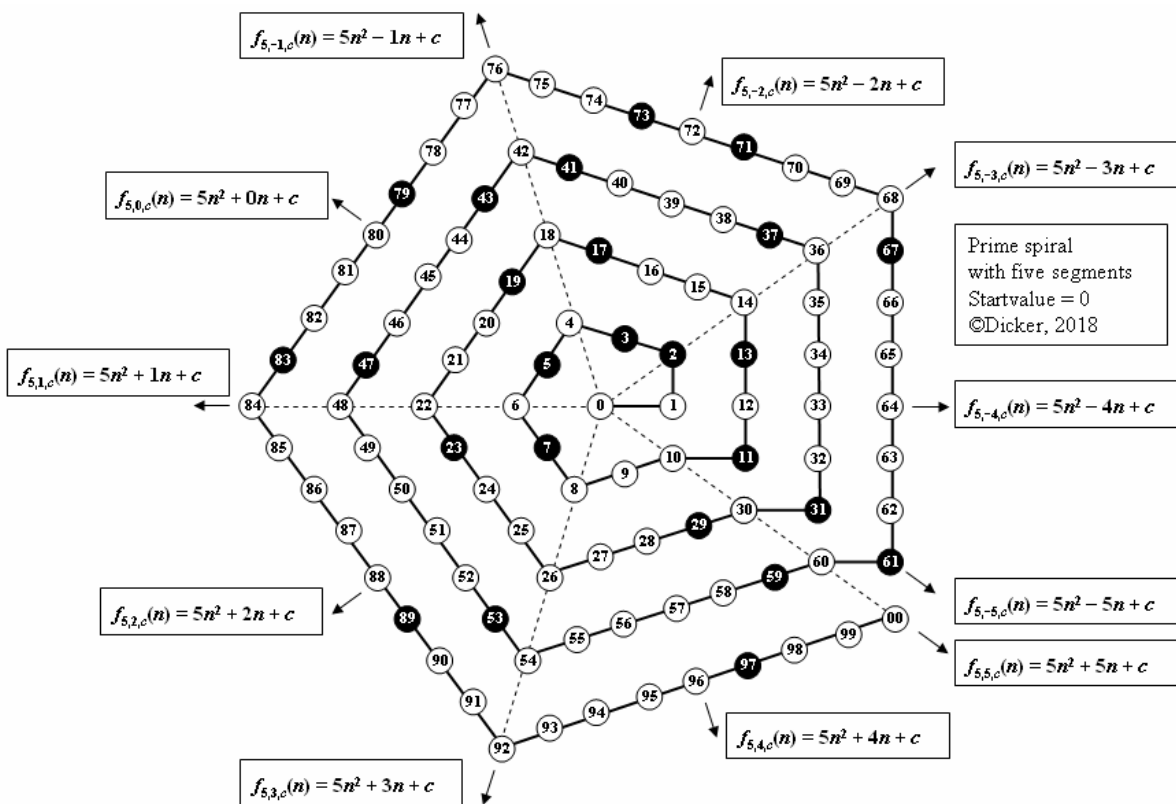 f₅,₋₁,c(n) = 5n² − 1n + c
f₅,₋₂,c(n) = 5n² − 2n + c
f₅,₋₃,c(n) = 5n² − 3n + c
f₅,₀,c(n) = 5n² + 0n + c
Prime spiral
with five segments
Startvalue = 0
©Dicker, 2018
f₅,₁,c(n) = 5n² + 1n + c
f₅,₋₄,c(n) = 5n² − 4n + c
f₅,₂,c(n) = 5n² + 2n + c
f₅,₋₅,c(n) = 5n² − 5n + c
f₅,₅,c(n) = 5n² + 5n + c
f₅,₄,c(n) = 5n² + 4n + c
f₅,₃,c(n) = 5n² + 3n + c
0 1
2 3 4
5 6
7 8
9 10
11 12 13 14
15 16 17 18
19 20 21 22
23 24 25 26
27 28 29 30
31 32 33 34 35 36
37 38 39 40 41 42
43 44 45 46 47 48
49 50 51 52 53 54
55 56 57 58 59 60
61 62 63 64 65 66 67 68
69 70 71 72 73 74 75 76
77 78 79 80 81 82 83 84
85 86 87 88 89 90 91 92
93 94 95 96 97 98 99 00